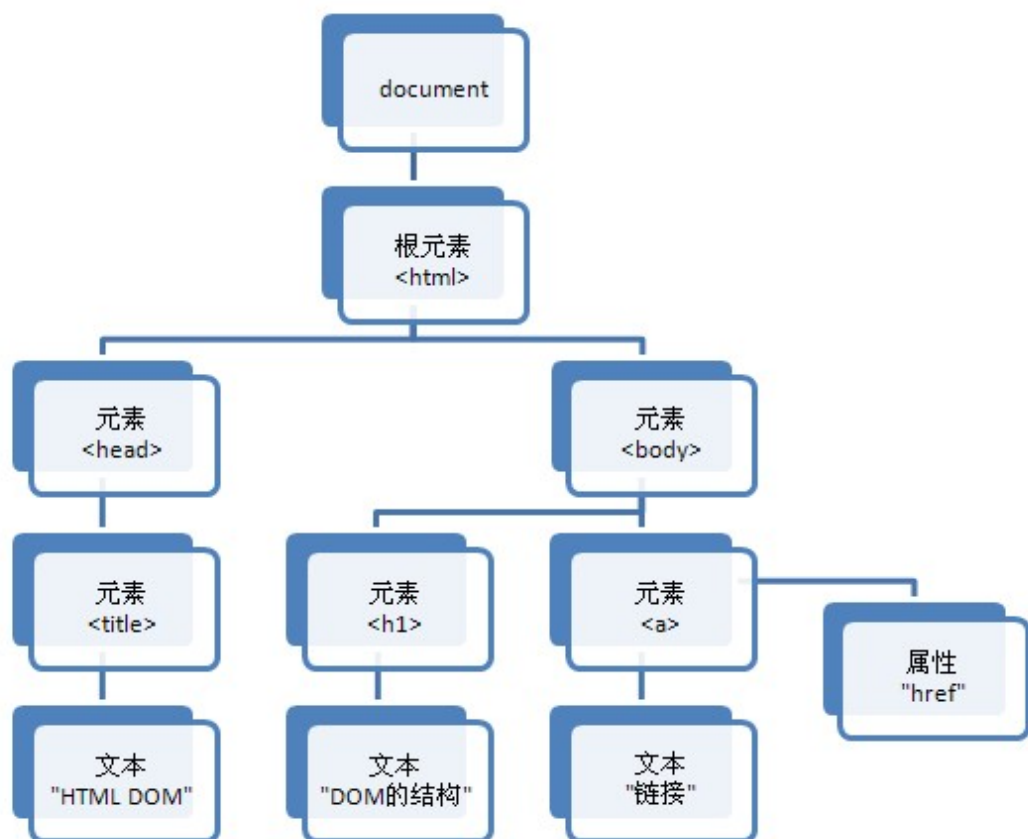 document
根元素
<html>
元素
<head>
元素
<body>
元素
<title>
元素
<h1>
元素
<a>
属性
"href"
文本
"HTML DOM"
文本
"DOM的结构"
文本
"链接"